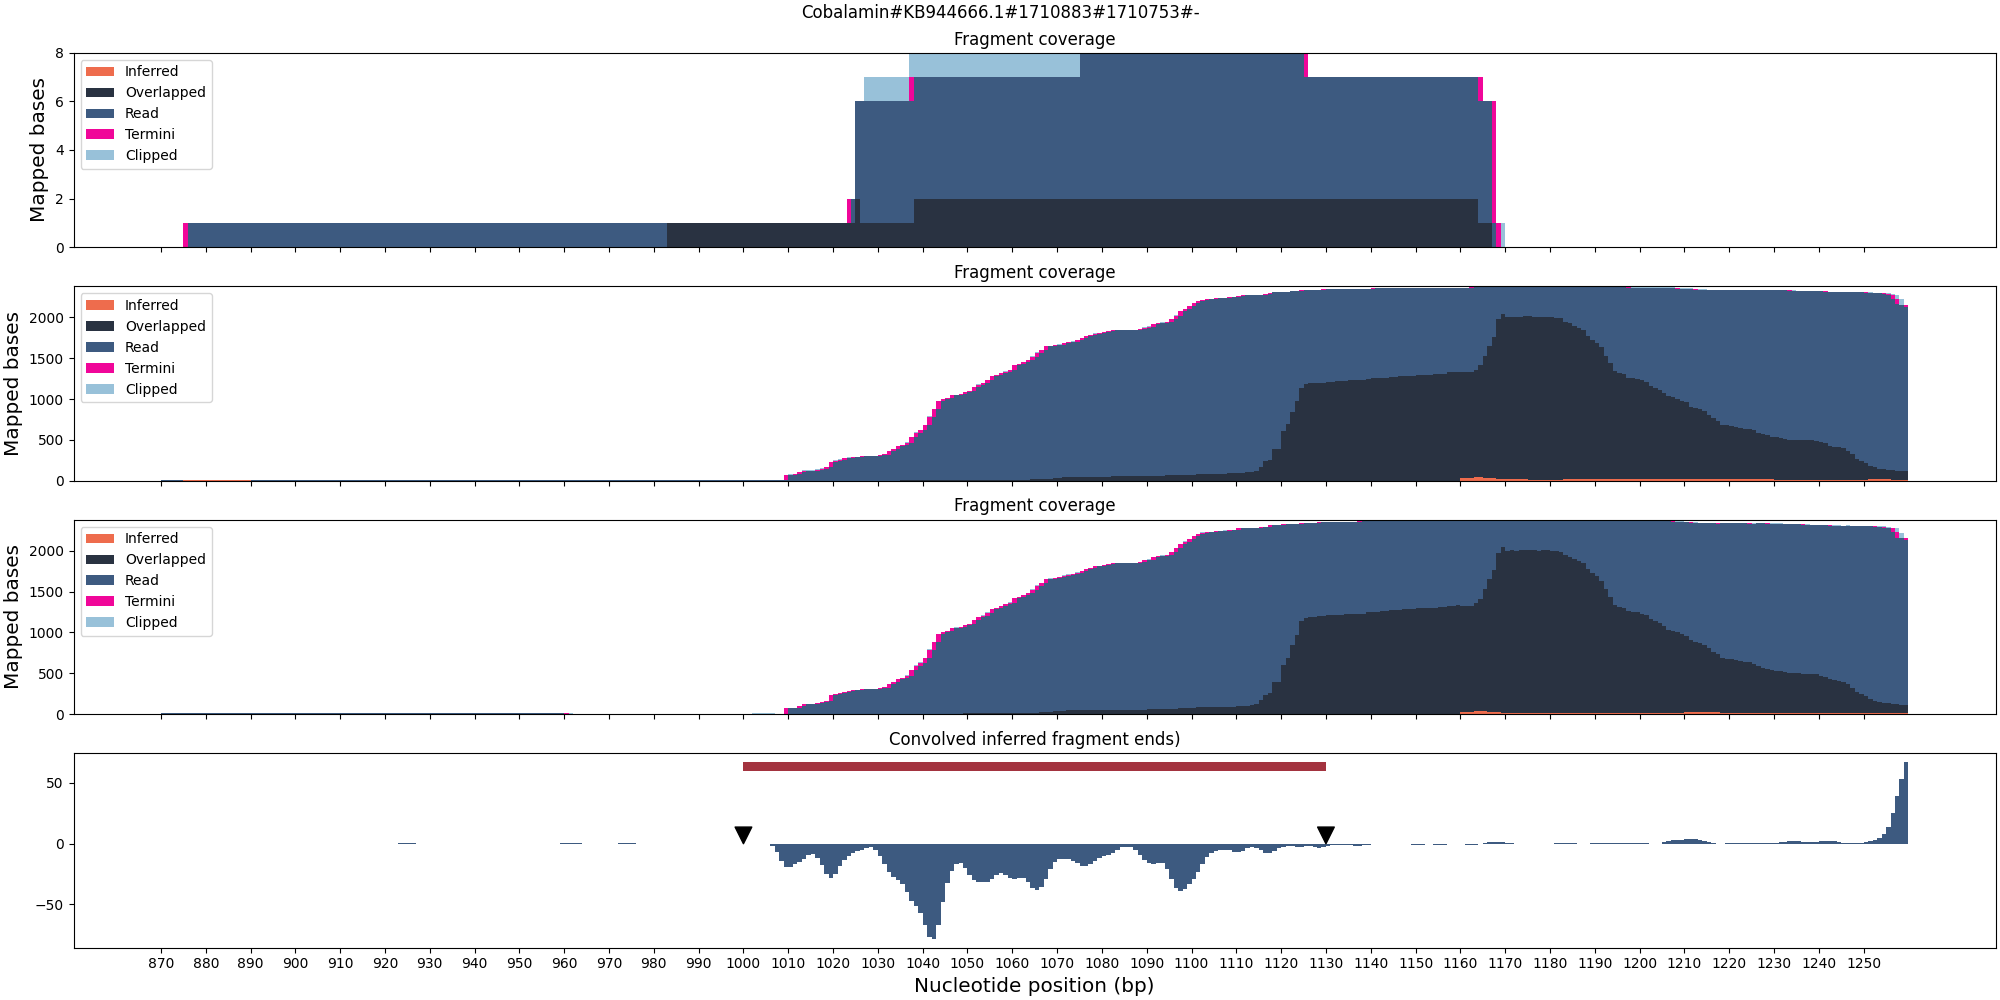 Cobalamin#KB944666.1#1710883#1710753#-
Fragment coverage
Mapped bases
8
6
4
2
0
Inferred
Overlapped
Read
Termini
Clipped
Fragment coverage
Mapped bases
2000
1500
1000
500
0
Inferred
Overlapped
Read
Termini
Clipped
Fragment coverage
Mapped bases
2000
1500
1000
500
0
Inferred
Overlapped
Read
Termini
Clipped
Convolved inferred fragment ends)
50
0
−50
870 880 890 900 910 920 930 940 950 960 970 980 990 1000 1010 1020 1030 1040 1050 1060 1070 1080 1090 1100 1110 1120 1130 1140 1150 1160 1170 1180 1190 1200 1210 1220 1230 1240 1250
Nucleotide position (bp)